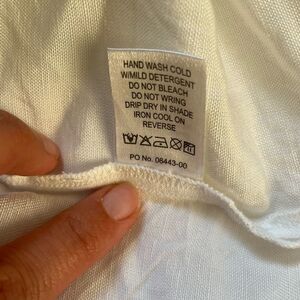 HAND WASH COLD
W/MILD DETERGENT
DO NOT BLEACH
DO NOT WRING
DRIP DRY IN SHADE
IRON COOL ON
REVERSE
PO No. 06443-00